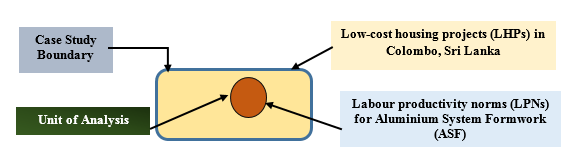 Case Study
Boundary
Low-cost housing projects (LHPs) in
Colombo, Sri Lanka
Unit of Analysis
Labour productivity norms (LPNs)
for Aluminium System Formwork
(ASF)